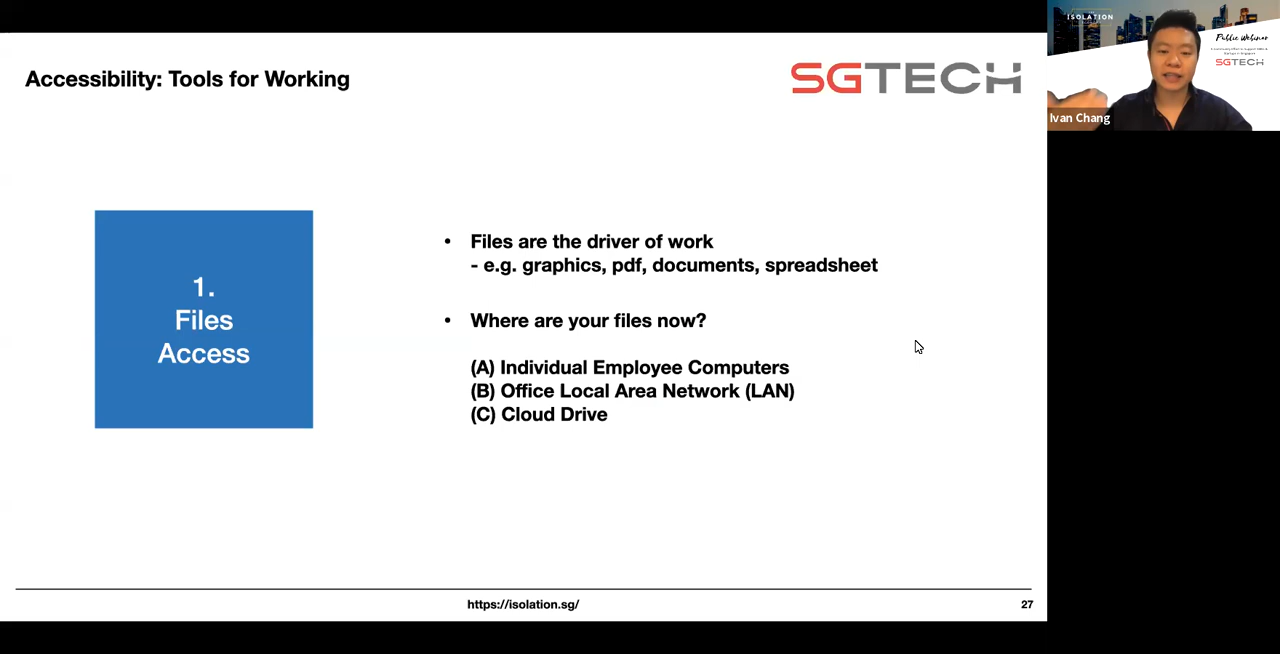 Accessibility: Tools for Working
SGTECH
1.
Files
Access
• Files are the driver of work
- e.g. graphics, pdf, documents, spreadsheet
• Where are your files now?
(A) Individual Employee Computers
(B) Office Local Area Network (LAN)
(C) Cloud Drive
https://isolation.sg/
27
ISOLATION
Public Webinar
SGTECH
Ivan Chang